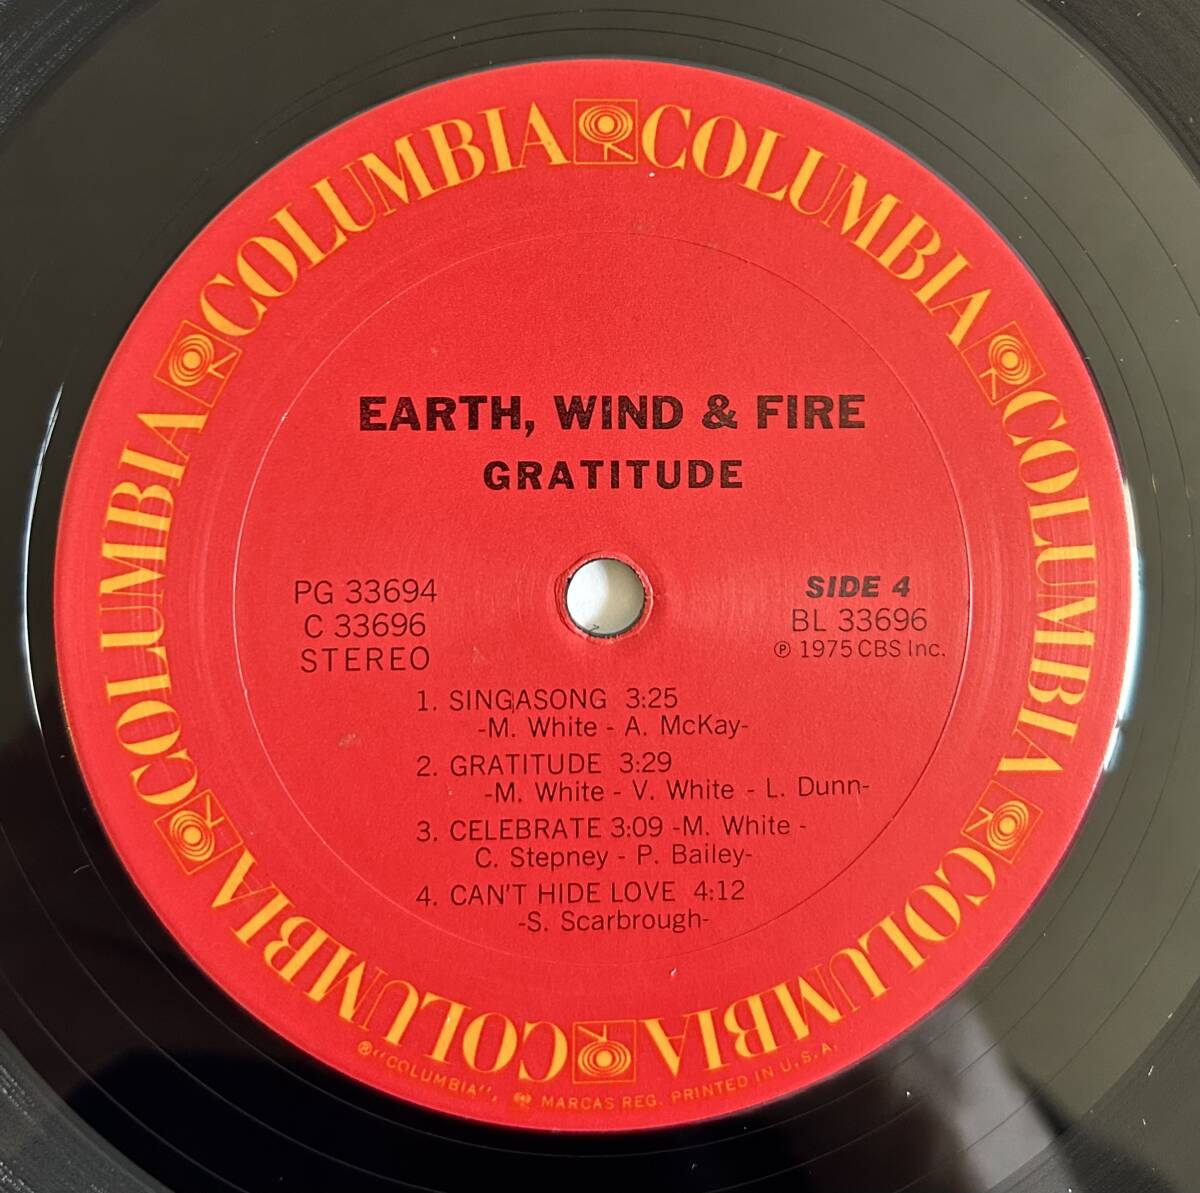 COLUMBIA COLUMBIA COLUMBIA COLUMBIA COLUMBIA COLUMBIA
EARTH, WIND & FIRE
GRATITUDE
PG 33694
C 33696
STEREO
SIDE 4
BL 33696
℗ 1975 CBS Inc.
1. SINGASONG 3:25
-M. White - A. McKay-
2. GRATITUDE 3:29
-M. White - V. White - L. Dunn-
3. CELEBRATE 3:09 -M. White -
C. Stepney - P. Bailey-
4. CAN'T HIDE LOVE 4:12
-S. Scarbrough-
® "COLUMBIA", MARCAS REG. PRINTED IN U.S.A.